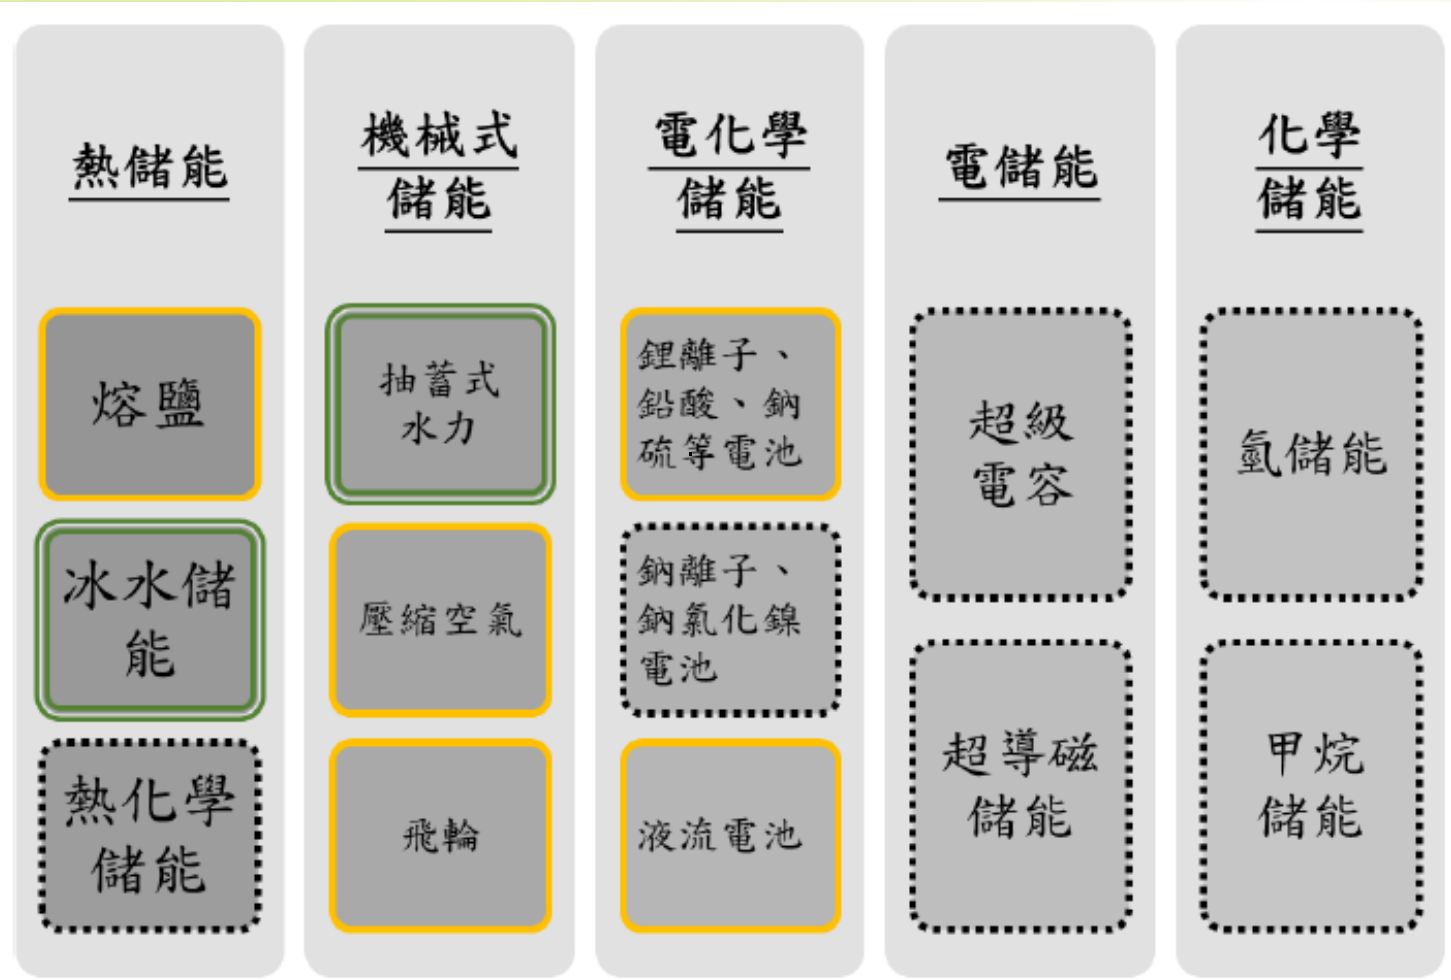 熱儲能
熔鹽
冰水儲
能
熱化學
儲能
機械式
儲能
抽蓄式
水力
壓縮空氣
飛輪
電化學
儲能
鋰離子、
鉛酸、鈉
硫等電池
鈉離子、
鈉氯化鎳
電池
液流電池
電儲能
超級
電容
超導磁
儲能
化學
儲能
氫儲能
甲烷
儲能